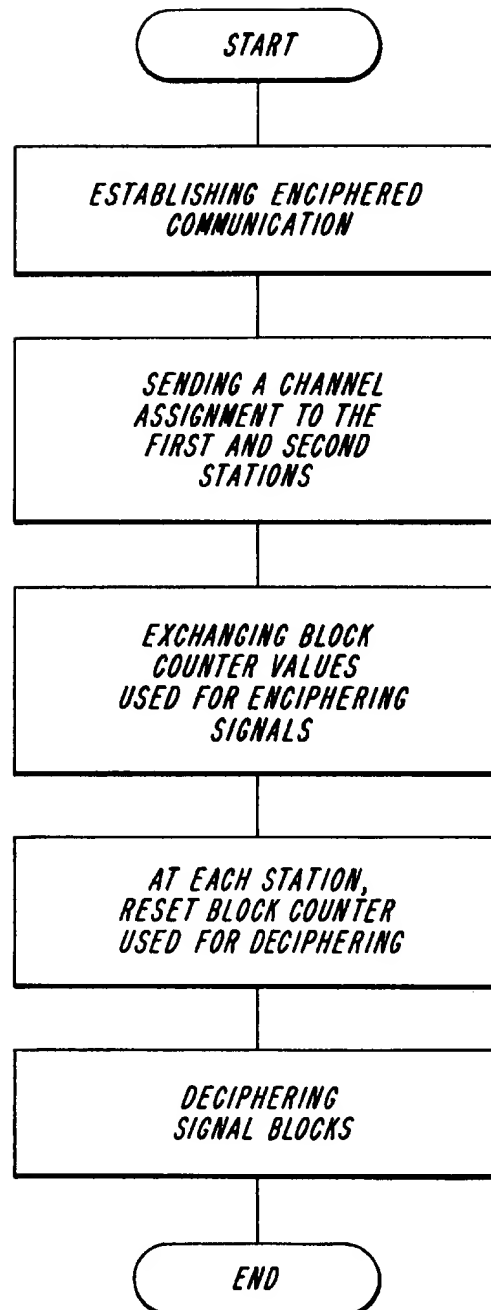 START
ESTABLISHING ENCIPHERED
COMMUNICATION
SENDING A CHANNEL
ASSIGNMENT TO THE
FIRST AND SECOND
STATIONS
EXCHANGING BLOCK
COUNTER VALUES
USED FOR ENCIPHERING
SIGNALS
AT EACH STATION,
RESET BLOCK COUNTER
USED FOR DECIPHERING
DECIPHERING
SIGNAL BLOCKS
END